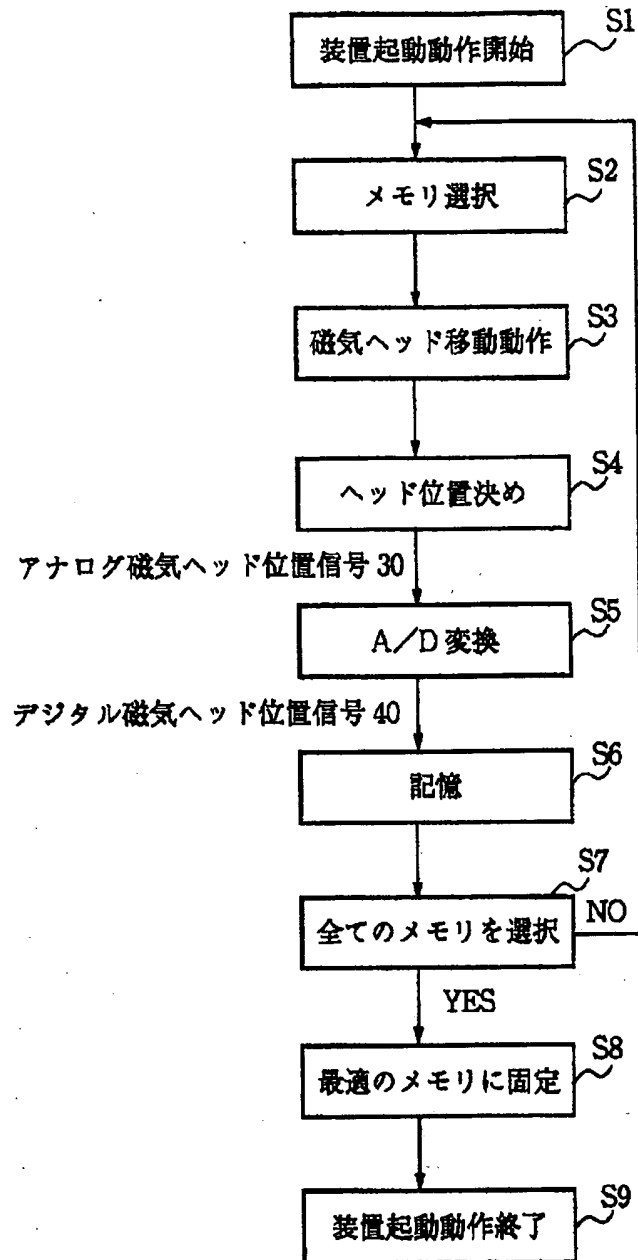 S1
装置起動動作開始
S2
メモリ選択
S3
磁気ヘッド移動動作
S4
ヘッド位置決め
アナログ磁気ヘッド位置信号 30
S5
A/D 変換
デジタル磁気ヘッド位置信号 40
S6
記憶
S7
全てのメモリを選択
NO
YES
S8
最適のメモリに固定
S9
装置起動動作終了